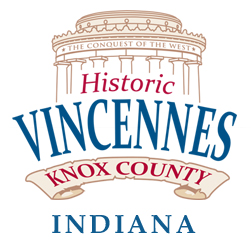 THE CONQUEST OF THE WEST
Historic
VINCENNES
KNOX COUNTY
INDIANA